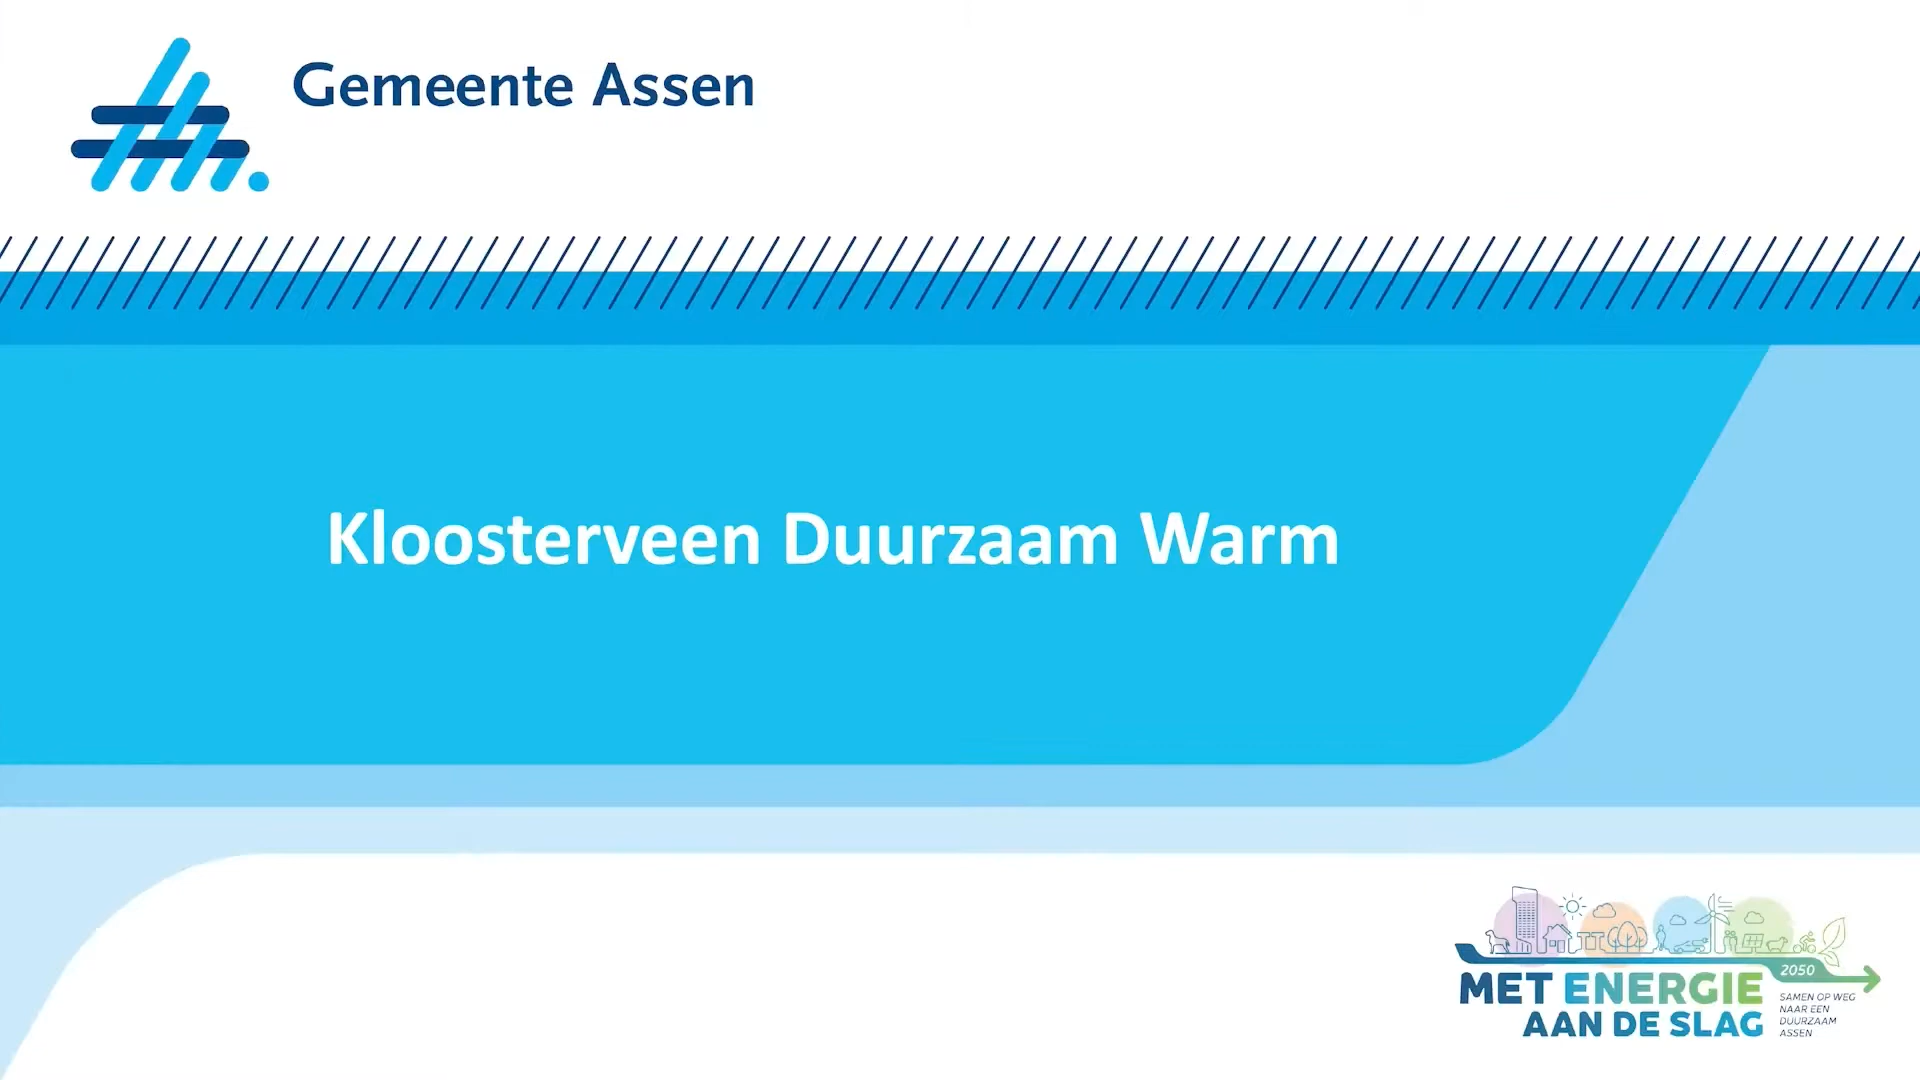 Gemeente Assen
Kloosterveen Duurzaam Warm
MET ENERGIE
AAN DE SLAG
2050
SAMEN OP WEG
NAAR EEN
DUURZAAM
ASSEN